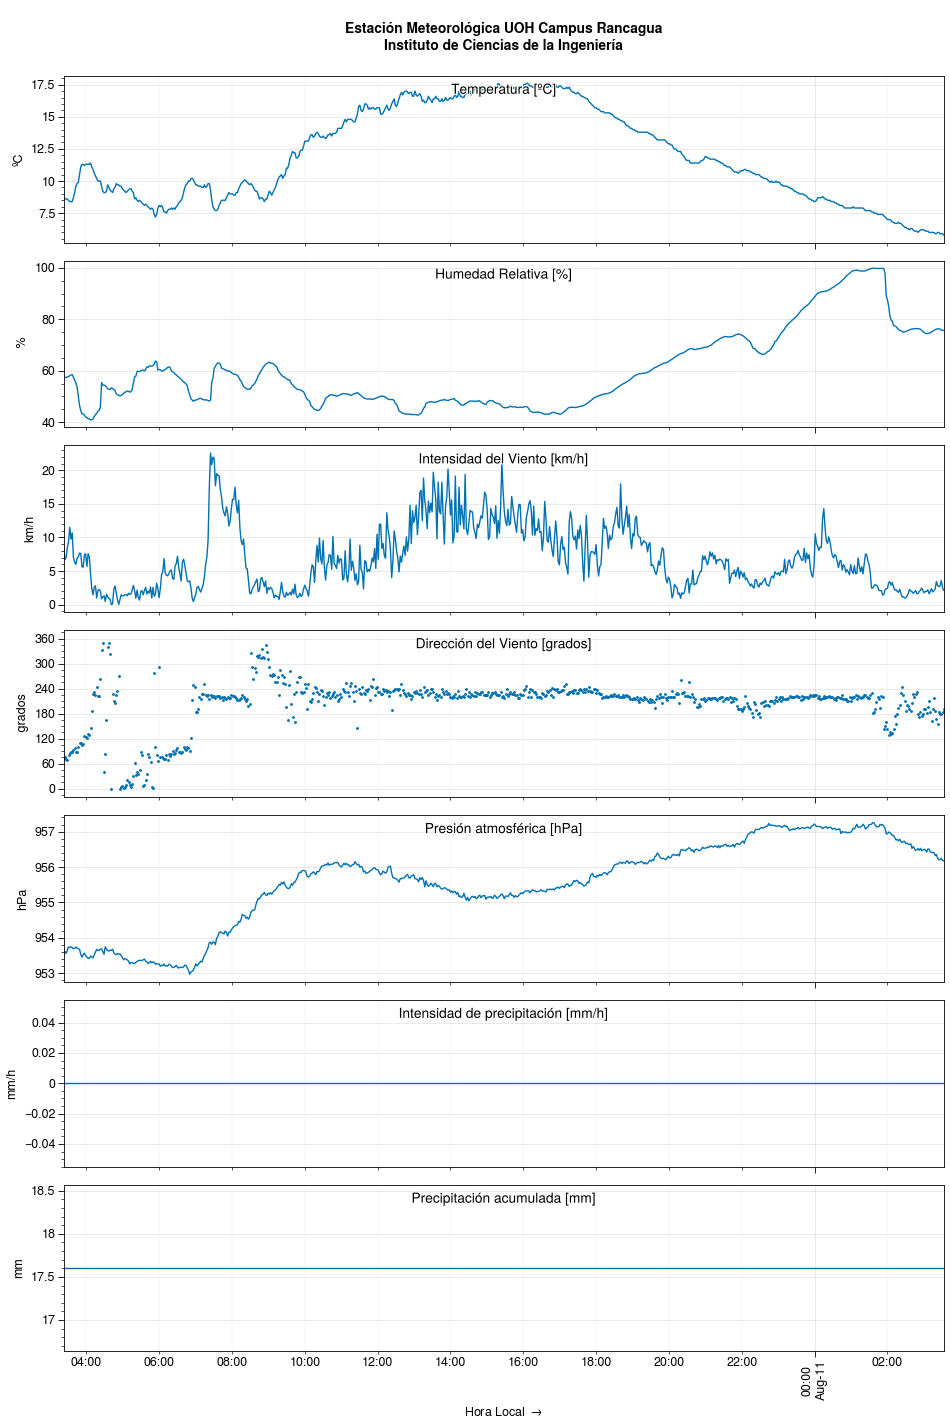 Estación Meteorológica UOH Campus Rancagua
Instituto de Ciencias de la Ingeniería
Temperatura [ºC]
ºC
17.5
15
12.5
10
7.5
Humedad Relativa [%]
%
100
80
60
40
Intensidad del Viento [km/h]
km/h
20
15
10
5
0
Dirección del Viento [grados]
grados
360
300
240
180
120
60
0
Presión atmosférica [hPa]
hPa
957
956
955
954
953
Intensidad de precipitación [mm/h]
mm/h
0.04
0.02
0
−0.02
−0.04
Precipitación acumulada [mm]
mm
18.5
18
17.5
17
04:00 06:00 08:00 10:00 12:00 14:00 16:00 18:00 20:00 22:00 00:00 02:00
Aug-11
Hora Local →